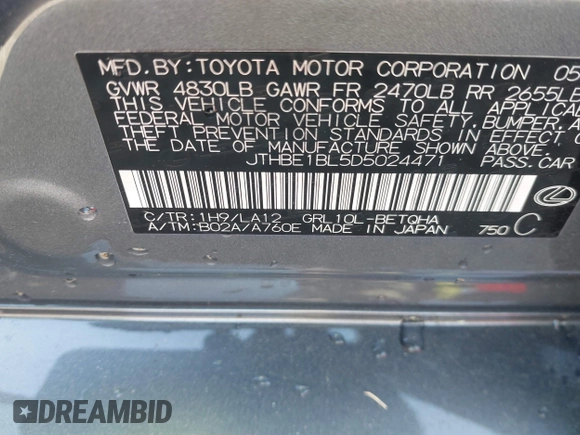 MFD. BY: TOYOTA MOTOR CORPORATION 05
GVWR 4830LB GAWR FR 2470LB RR 2655LB
THIS VEHICLE CONFORMS TO ALL
FEDERAL MOTOR VEHICLE SAFETY, BUMPER, A
THEFT PREVENTION STANDARDS IN EFFECT
THE DATE OF MANUFACTURE SHOWN ABOVE.
JTHBE1BL5D5024471 PASS. CAR
C/TR: 1H9/LA12 GRL10L-BETQHA
A/TM: B02A/A760E MADE IN JAPAN 750 C
DREAMBID